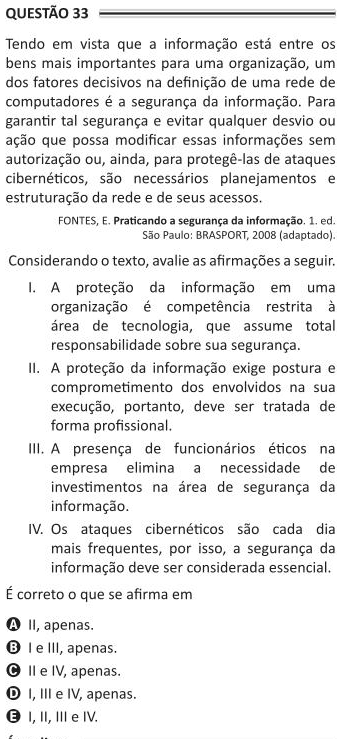 QUESTÃO 33
Tendo em vista que a informação está entre os
bens mais importantes para uma organização, um
dos fatores decisivos na definição de uma rede de
computadores é a segurança da informação. Para
garantir tal segurança e evitar qualquer desvio ou
ação que possa modificar essas informações sem
autorização ou, ainda, para protegê-las de ataques
cibernéticos, são necessários planejamentos e
estruturação da rede e de seus acessos.
FONTES, E. Praticando a segurança da informação. 1. ed.
São Paulo: BRASPORT, 2008 (adaptado).
Considerando o texto, avalie as afirmações a seguir.
I. A proteção da informação em uma
organização é competência restrita à
área de tecnologia, que assume total
responsabilidade sobre sua segurança.
II. A proteção da informação exige postura e
comprometimento dos envolvidos na sua
execução, portanto, deve ser tratada de
forma profissional.
III. A presença de funcionários éticos na
empresa elimina a necessidade de
investimentos na área de segurança da
informação.
IV. Os ataques cibernéticos são cada dia
mais frequentes, por isso, a segurança da
informação deve ser considerada essencial.
É correto o que se afirma em
A II, apenas.
B I e III, apenas.
C II e IV, apenas.
D I, III e IV, apenas.
E I, II, III e IV.